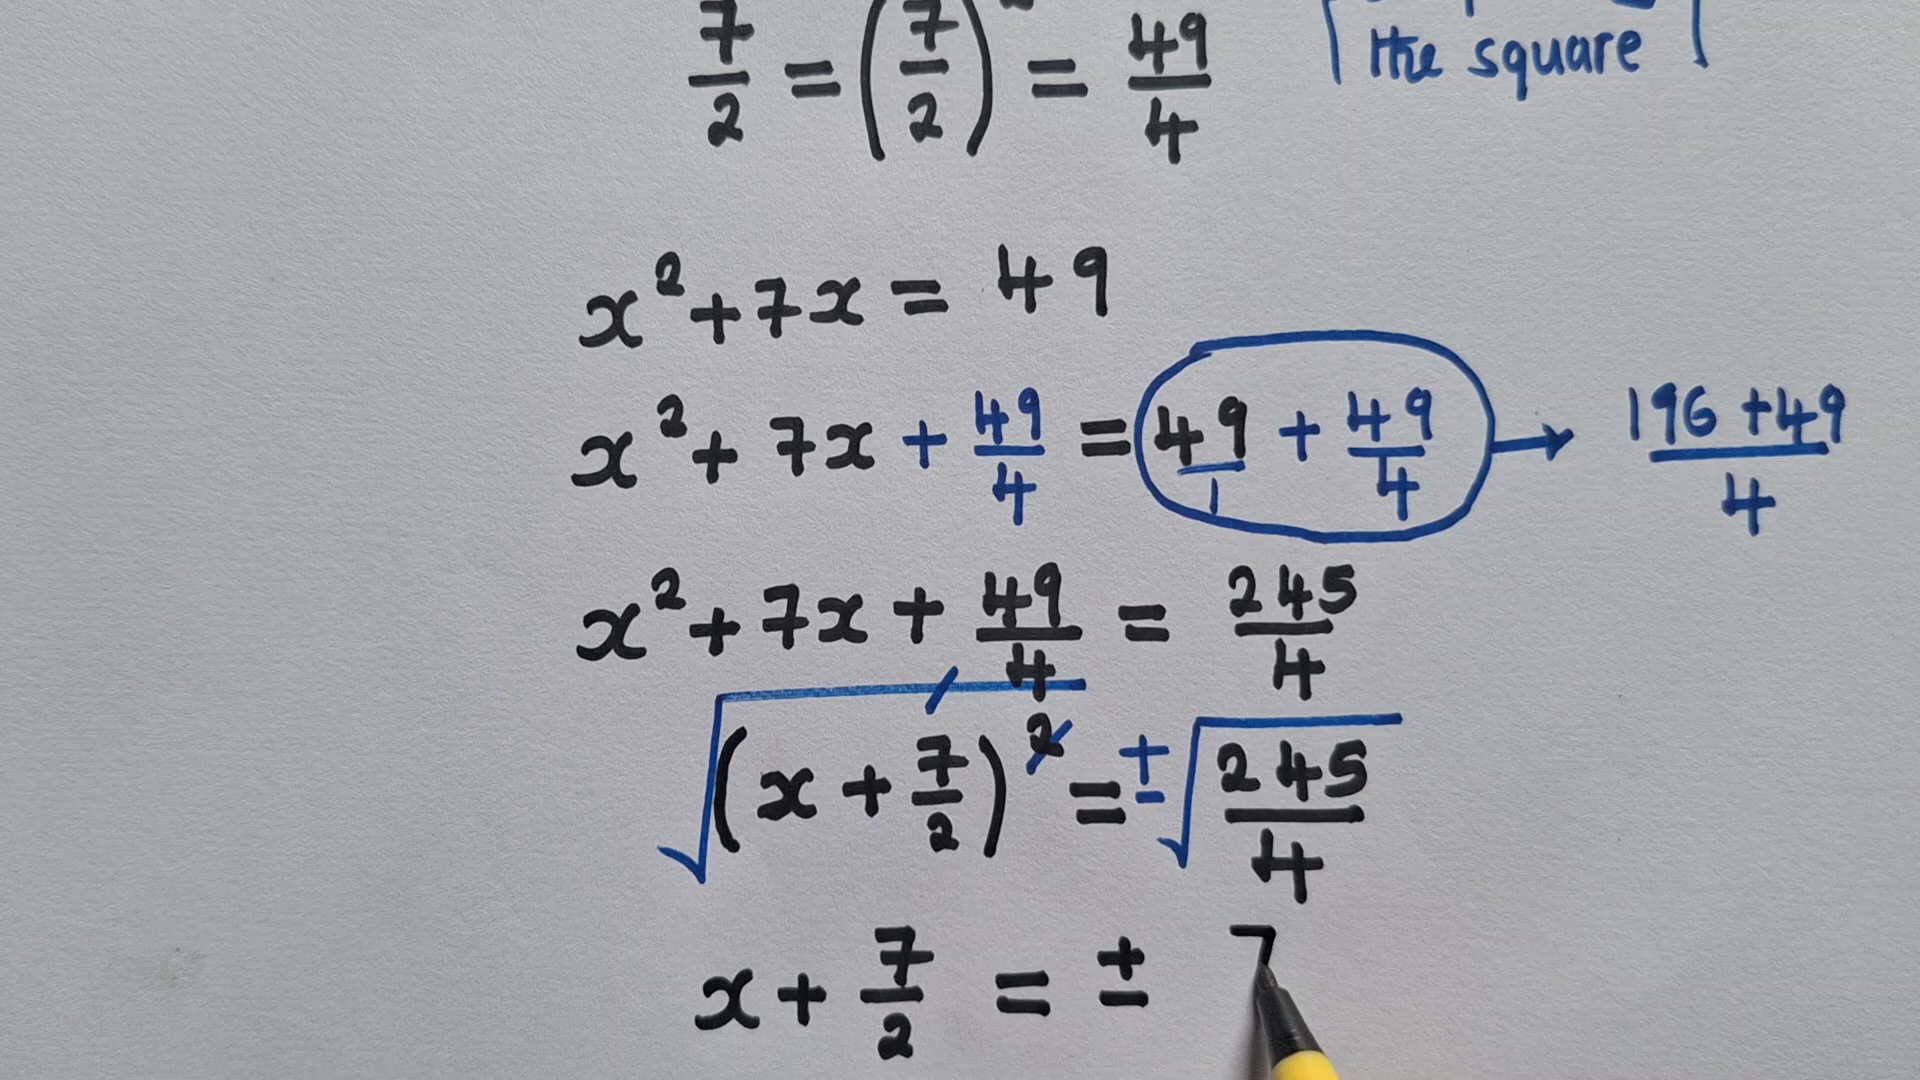 7/2 = (7/2)² = 49/4
the square
x² + 7x = 49
x² + 7x + 49/4 = 49/1 + 49/4 → 196 + 49/4
x² + 7x + 49/4 = 245/4
√(x + 7/2)² = ± √245/4
x + 7/2 = ± 7